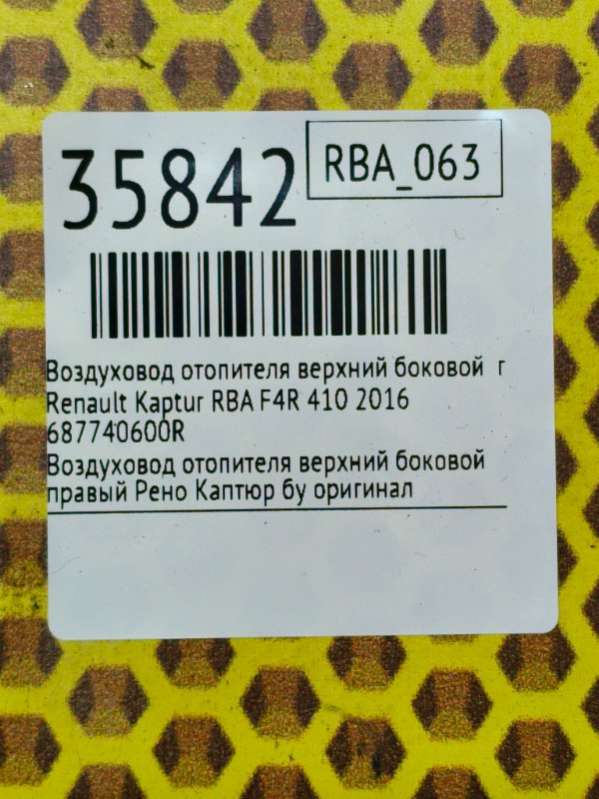 35842
RBA_063
Воздуховод отопителя верхний боковой г
Renault Kaptur RBA F4R 410 2016
687740600R
Воздуховод отопителя верхний боковой
правый Рено Каптюр бу оригинал